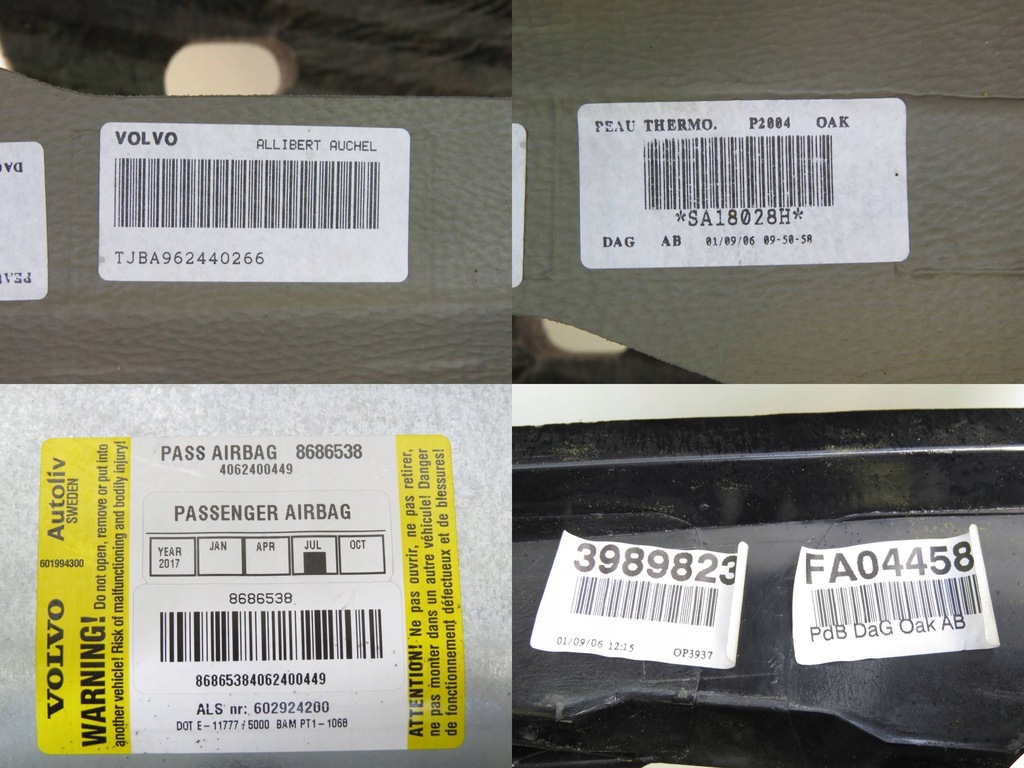 VOLVO
ALLIBERT AUCHEL
TJBA962440266
DAG
PEAU
PEAU THERMO. P2004 OAK
*SA18028H*
DAG AB 01/09/06 09-50-58
VOLVO 601994300 Autoliv
SWEDEN
WARNING! Do not open, remove or put into
another vehicle! Risk of malfunctioning and bodily injury!
PASS AIRBAG 8686538
4062400449
PASSENGER AIRBAG
YEAR 2017 JAN APR JUL OCT
8686538
86865384062400449
ALS nr: 602924200
DOT E-11777/5000 BAM PT1-1068
ATTENTION! Ne pas ouvrir, ne pas retirer,
ne pas monter dans un autre véhicule! Danger
de fonctionnement défectueux et de blessures!
3989823
01/09/06 12:15 OP3937
FA04458
PdB DaG Oak AB